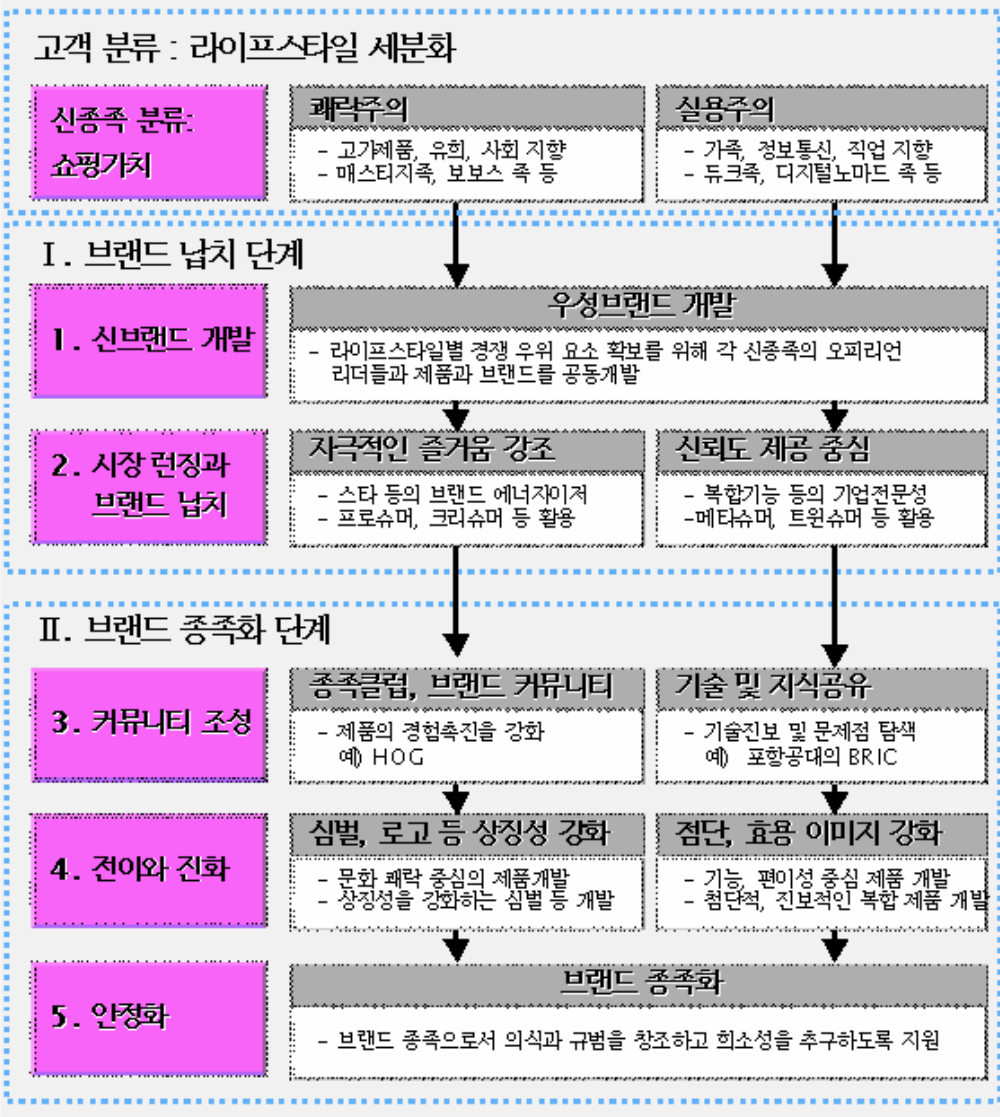 고객 분류 : 라이프스타일 세분화
신종족 분류:
쇼핑가치
쾌락주의
- 고가제품, 유희, 사회 지향
- 매스티지족, 보보스 족 등
실용주의
- 가족, 정보통신, 직업 지향
- 듀크족, 디지털노마드 족 등
Ⅰ. 브랜드 납치 단계
1. 신브랜드 개발
우성브랜드 개발
- 라이프스타일별 경쟁 우위 요소 확보를 위해 각 신종족의 오피리언
리더들과 제품과 브랜드를 공동개발
2. 시장 런징과
브랜드 납치
자극적인 즐거움 강조
- 스타 등의 브랜드 에너자이저
- 프로슈머, 크리슈머 등 활용
신뢰도 제공 중심
- 복합기능 등의 기업전문성
-메타슈머, 트윈슈머 등 활용
Ⅱ. 브랜드 종족화 단계
3. 커뮤니티 조성
종족클럽, 브랜드 커뮤니티
- 제품의 경험촉진을 강화
예) HOG
기술 및 지식공유
- 기술진보 및 문제점 탐색
예) 포항공대의 BRIC
4. 전이와 진화
심벌, 로고 등 상징성 강화
- 문화 쾌락 중심의 제품개발
- 상징성을 강화하는 심벌 등 개발
첨단, 효용 이미지 강화
- 기능, 편이성 중심 제품 개발
- 첨단적, 진보적인 복합 제품 개발
5. 안정화
브랜드 종족화
- 브랜드 종족으로서 의식과 규범을 창조하고 희소성을 추구하도록 지원